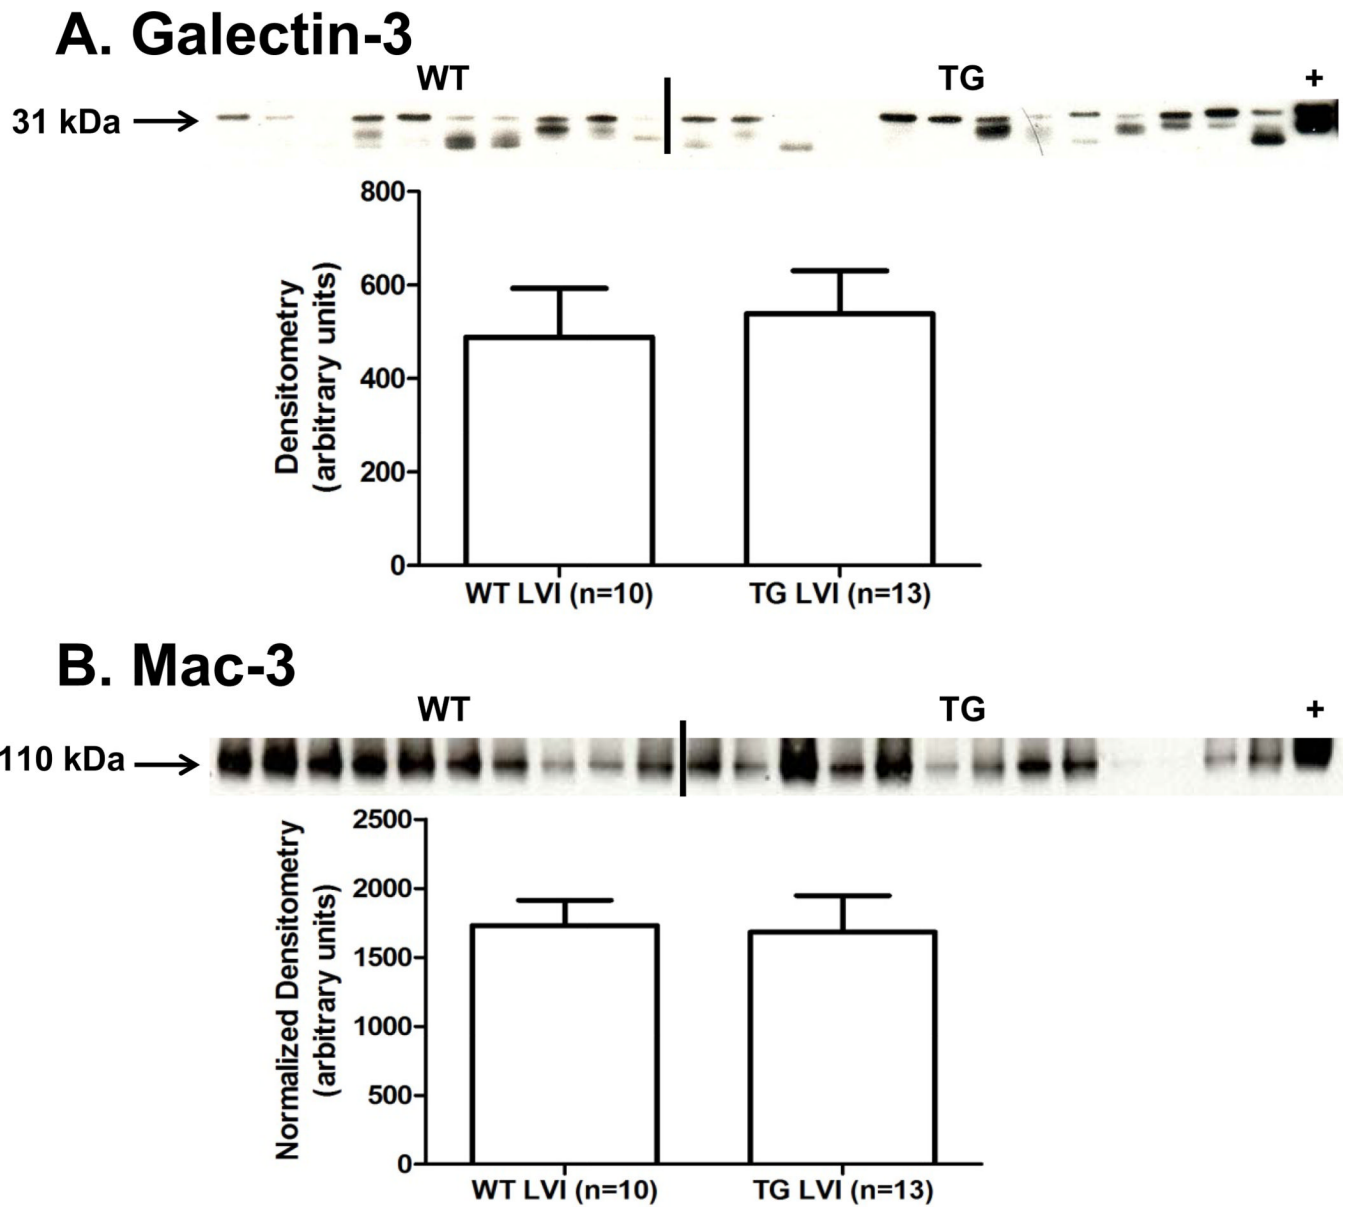 A. Galectin-3
WT TG +
31 kDa
800
600
400
200
0
Densitometry
(arbitrary units)
WT LVI (n=10) TG LVI (n=13)
B. Mac-3
WT TG +
110 kDa
2500
2000
1500
1000
500
0
Normalized Densitometry
(arbitrary units)
WT LVI (n=10) TG LVI (n=13)